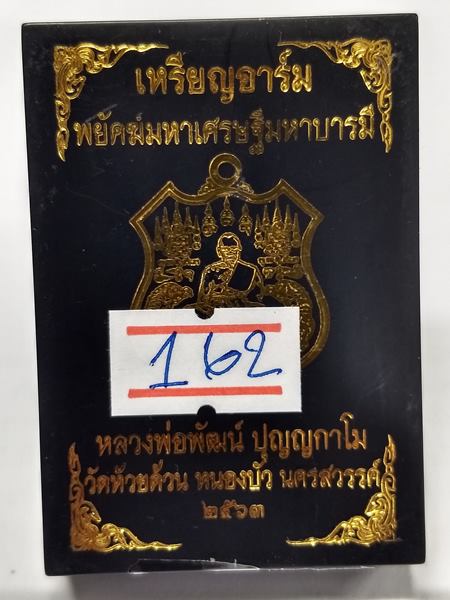 เหรียญอาร์ม
พยัคฆ์มหาเศรษฐีมหาบารมี
162
หลวงพ่อพัฒน์ ปุญญกาโม
วัดห้วยด้วน หนองบัว นครสวรรค์
๒๕๖๓